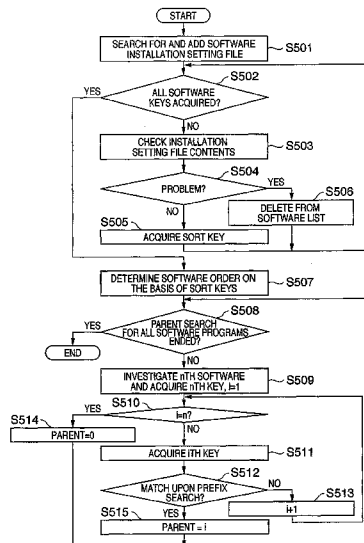 START
SEARCH FOR AND ADD SOFTWARE
INSTALLATION SETTING FILE
S501
S502
YES
ALL SOFTWARE
KEYS ACQUIRED?
NO
CHECK INSTALLATION
SETTING FILE CONTENTS
S503
S504
PROBLEM?
YES
S506
NO
DELETE FROM
SOFTWARE LIST
S505
ACQUIRE SORT KEY
DETERMINE SOFTWARE ORDER ON
THE BASIS OF SORT KEYS
S507
S508
YES
PARENT SEARCH
FOR ALL SOFTWARE PROGRAMS
ENDED?
END
NO
INVESTIGATE nTH SOFTWARE
AND ACQUIRE nTH KEY, i=1
S509
S510
YES
i=n?
S514
NO
PARENT=0
ACQUIRE iTH KEY
S511
S512
MATCH UPON PREFIX
SEARCH?
NO
S513
S515
YES
i+1
PARENT = i